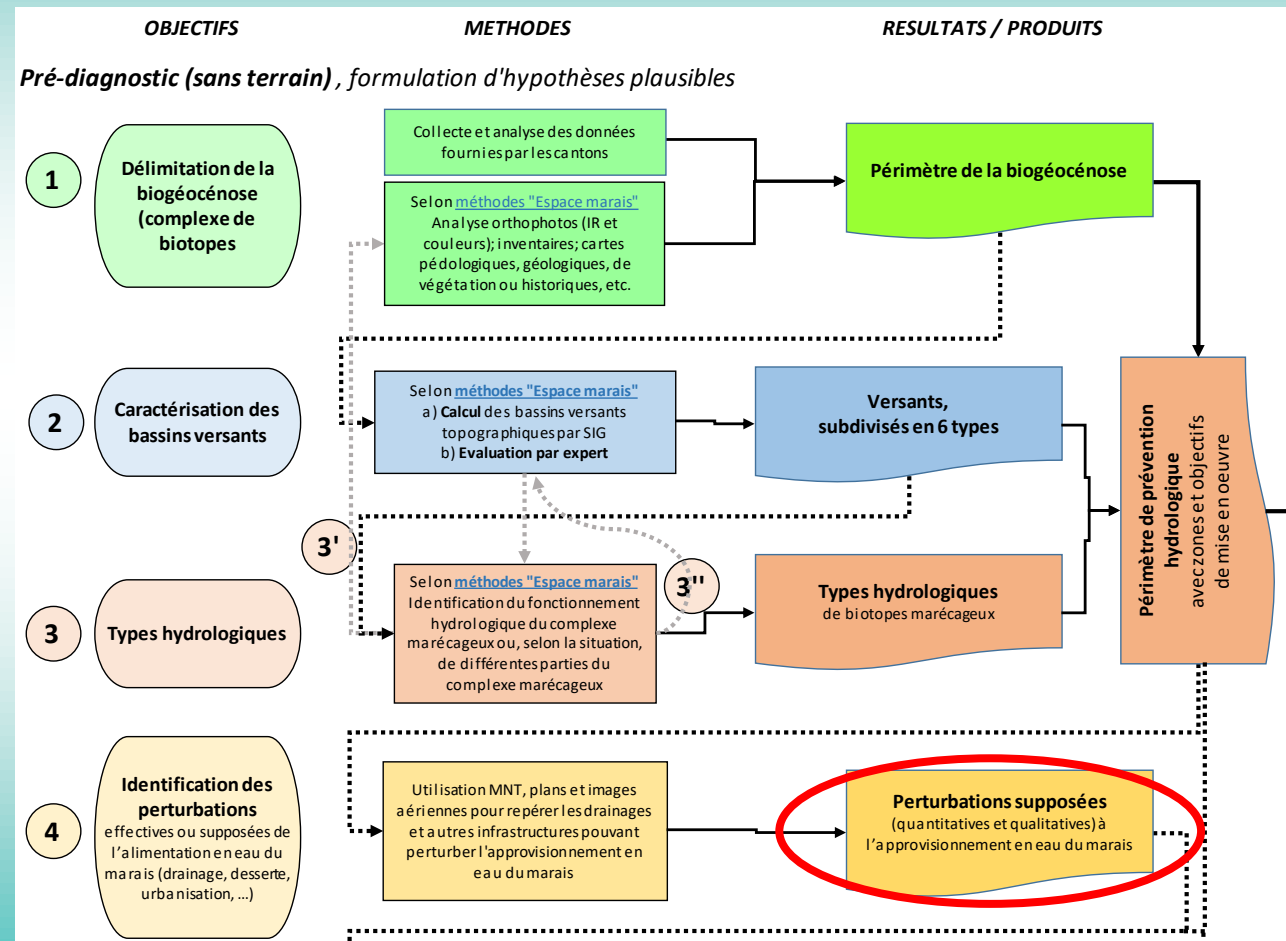 OBJECTIFS
METHODES
RESULTATS / PRODUITS
Pré-diagnostic (sans terrain) , formulation d'hypothèses plausibles
1
Délimitation de la
biogéocénose
(complexe de
biotopes
Collecte et analyse des données
fournies par les cantons
Selon méthodes "Espace marais"
Analyse orthophotos (IR et
couleurs); inventaires; cartes
pédologiques, géologiques, de
végétation ou historiques, etc.
Périmètre de la biogéocénose
2
Caractérisation des
bassins versants
Selon méthodes "Espace marais"
a) Calcul des bassins versants
topographiques par SIG
b) Evaluation par expert
Versants,
subdivisés en 6 types
Périmètre de prévention
hydrologique
avec zones et objectifs
de mise en oeuvre
3'
3''
3
Types hydrologiques
Selon méthodes "Espace marais"
Identification du fonctionnement
hydrologique du complexe
marécageux ou, selon la situation,
de différentes parties du
complexe marécageux
Types hydrologiques
de biotopes marécageux
4
Identification des
perturbations
effectives ou supposées de
l'alimentation en eau du
marais (drainage, desserte,
urbanisation, ...)
Utilisation MNT, plans et images
aériennes pour repérer les drainages
et autres infrastructures pouvant
perturber l'approvisionnement en
eau du marais
Perturbations supposées
(quantitatives et qualitatives) à
l'approvisionnement en eau du marais